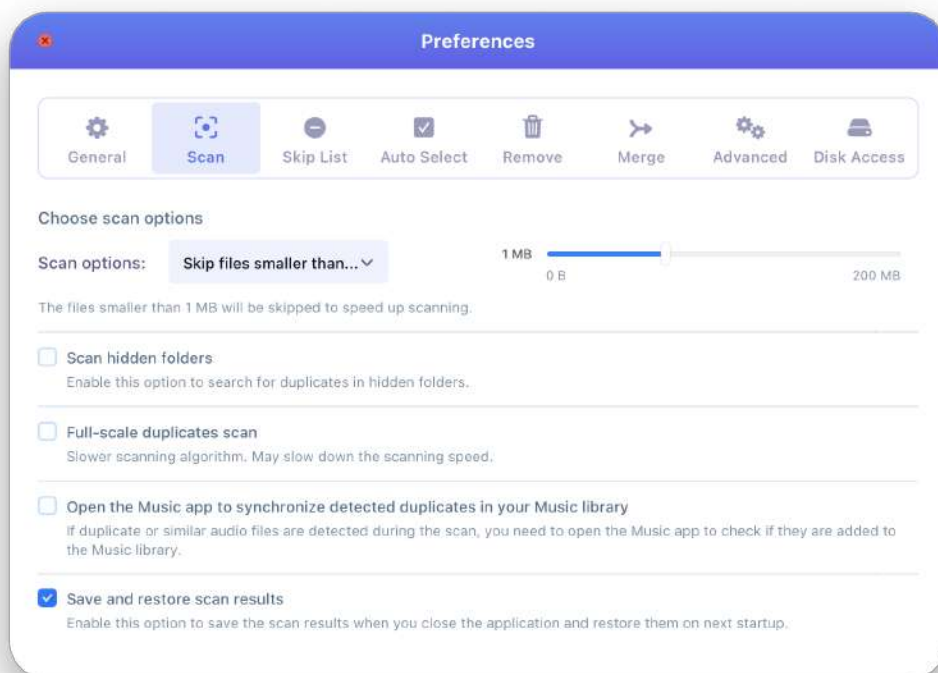 Preferences
General
Scan
Skip List
Auto Select
Remove
Merge
Advanced
Disk Access
Choose scan options
Scan options:
Skip files smaller than...
1 MB
0 B
200 MB
The files smaller than 1 MB will be skipped to speed up scanning.
Scan hidden folders
Enable this option to search for duplicates in hidden folders.
Full-scale duplicates scan
Slower scanning algorithm. May slow down the scanning speed.
Open the Music app to synchronize detected duplicates in your Music library
If duplicate or similar audio files are detected during the scan, you need to open the Music app to check if they are added to
the Music library.
Save and restore scan results
Enable this option to save the scan results when you close the application and restore them on next startup.